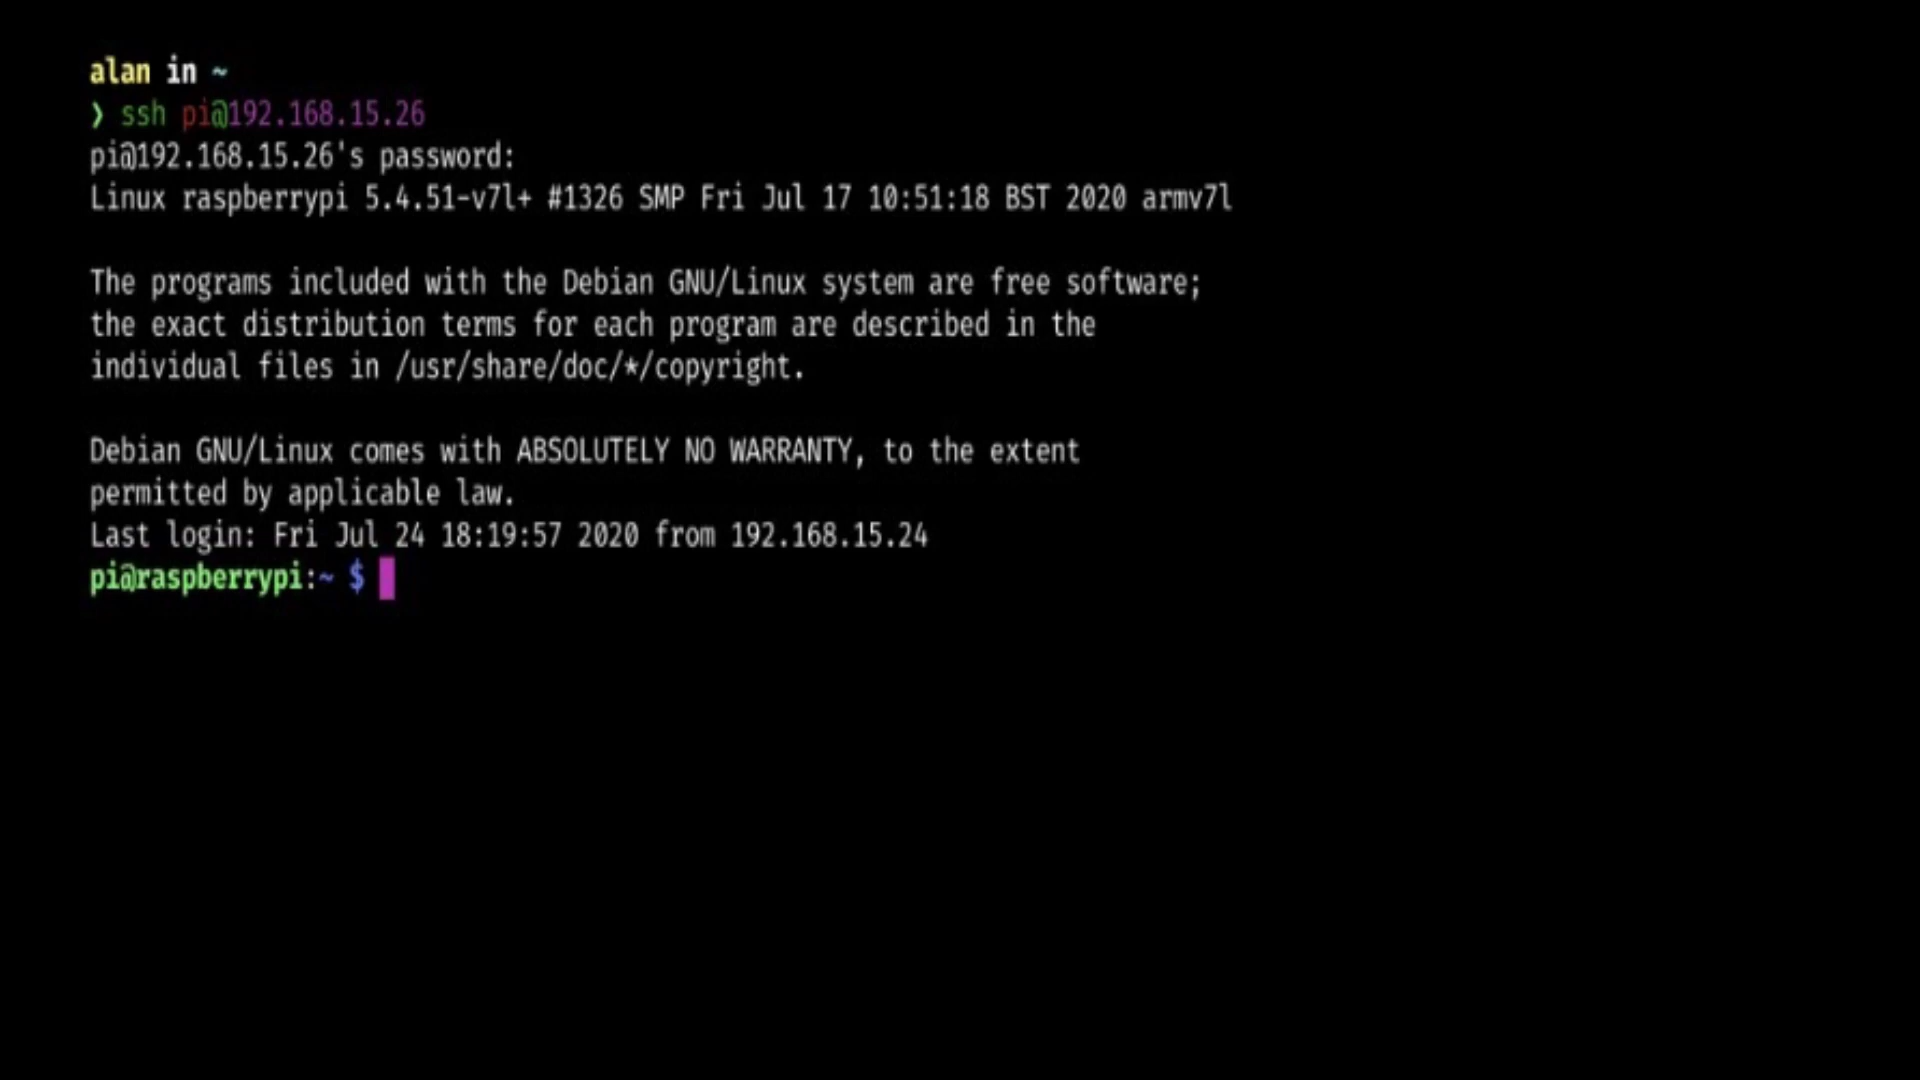 alan in ~
❯ ssh pi@192.168.15.26
pi@192.168.15.26's password:
Linux raspberrypi 5.4.51-v7l+ #1326 SMP Fri Jul 17 10:51:18 BST 2020 armv7l
The programs included with the Debian GNU/Linux system are free software;
the exact distribution terms for each program are described in the
individual files in /usr/share/doc/*/copyright.
Debian GNU/Linux comes with ABSOLUTELY NO WARRANTY, to the extent
permitted by applicable law.
Last login: Fri Jul 24 18:19:57 2020 from 192.168.15.24
pi@raspberrypi:~ $